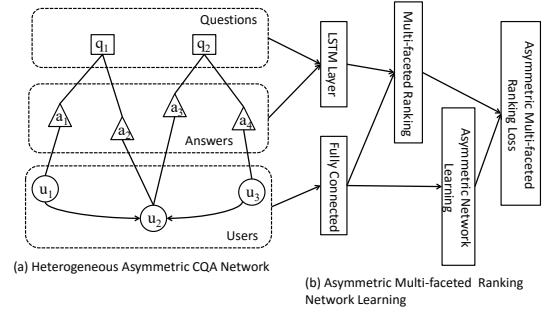 Questions
q1
q2
a1
a2
a3
a4
Answers
u1
u2
u3
Users
(a) Heterogeneous Asymmetric CQA Network
LSTM Layer
Fully Connected
Multi-faceted Ranking
Asymmetric Network
Learning
Asymmetric Multi-faceted
Ranking Loss
(b) Asymmetric Multi-faceted Ranking
Network Learning